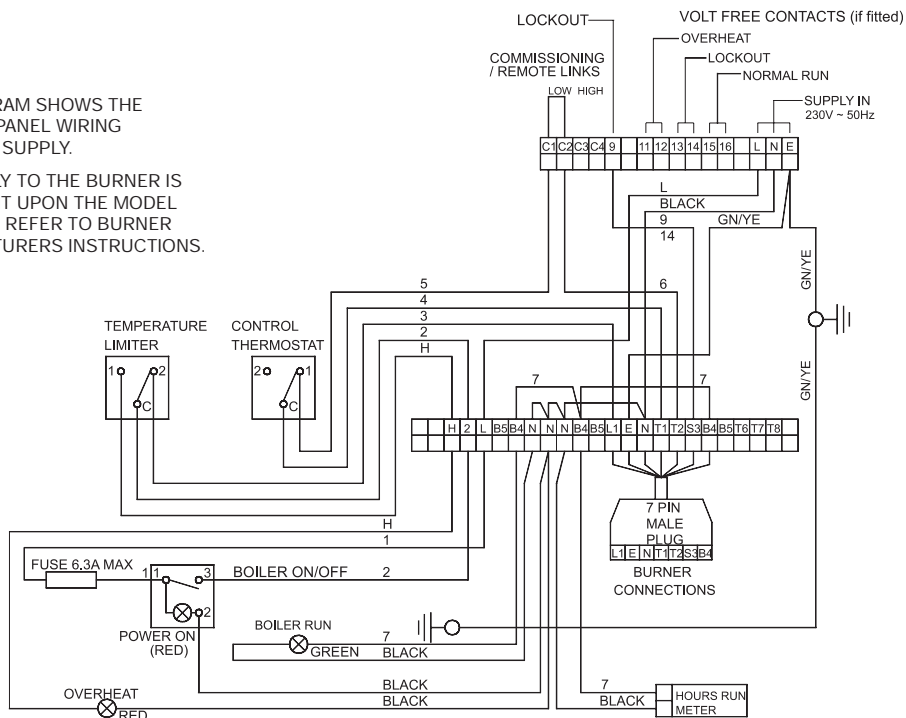 LOCKOUT
VOLT FREE CONTACTS (if fitted)
OVERHEAT
LOCKOUT
NORMAL RUN
SUPPLY IN
230V ~ 50Hz
COMMISSIONING
/ REMOTE LINKS
LOW HIGH
RAM SHOWS THE
PANEL WIRING
SUPPLY.
LY TO THE BURNER IS
T UPON THE MODEL
REFER TO BURNER
TURERS INSTRUCTIONS.
C1 C2 C3 C4 9 11 12 13 14 15 16 L N E
L
BLACK
9 GN/YE
14
GN/YE
5
6
4
3
2
H
TEMPERATURE
LIMITER
1 2
C
CONTROL
THERMOSTAT
2 1
C
GN/YE
7 7
H 2 L B5 B4 N N N B4 B5 L1 E N T1 T2 S3 B4 B5 T6 T7 T8
7 PIN
MALE
PLUG
L1 E N T1 T2 S3 B4
BURNER
CONNECTIONS
H
1
FUSE 6.3A MAX
1 1 3
BOILER ON/OFF 2
2
POWER ON
(RED)
BOILER RUN
7
GREEN BLACK
BLACK
BLACK
OVERHEAT
RED
7
BLACK
HOURS RUN
METER